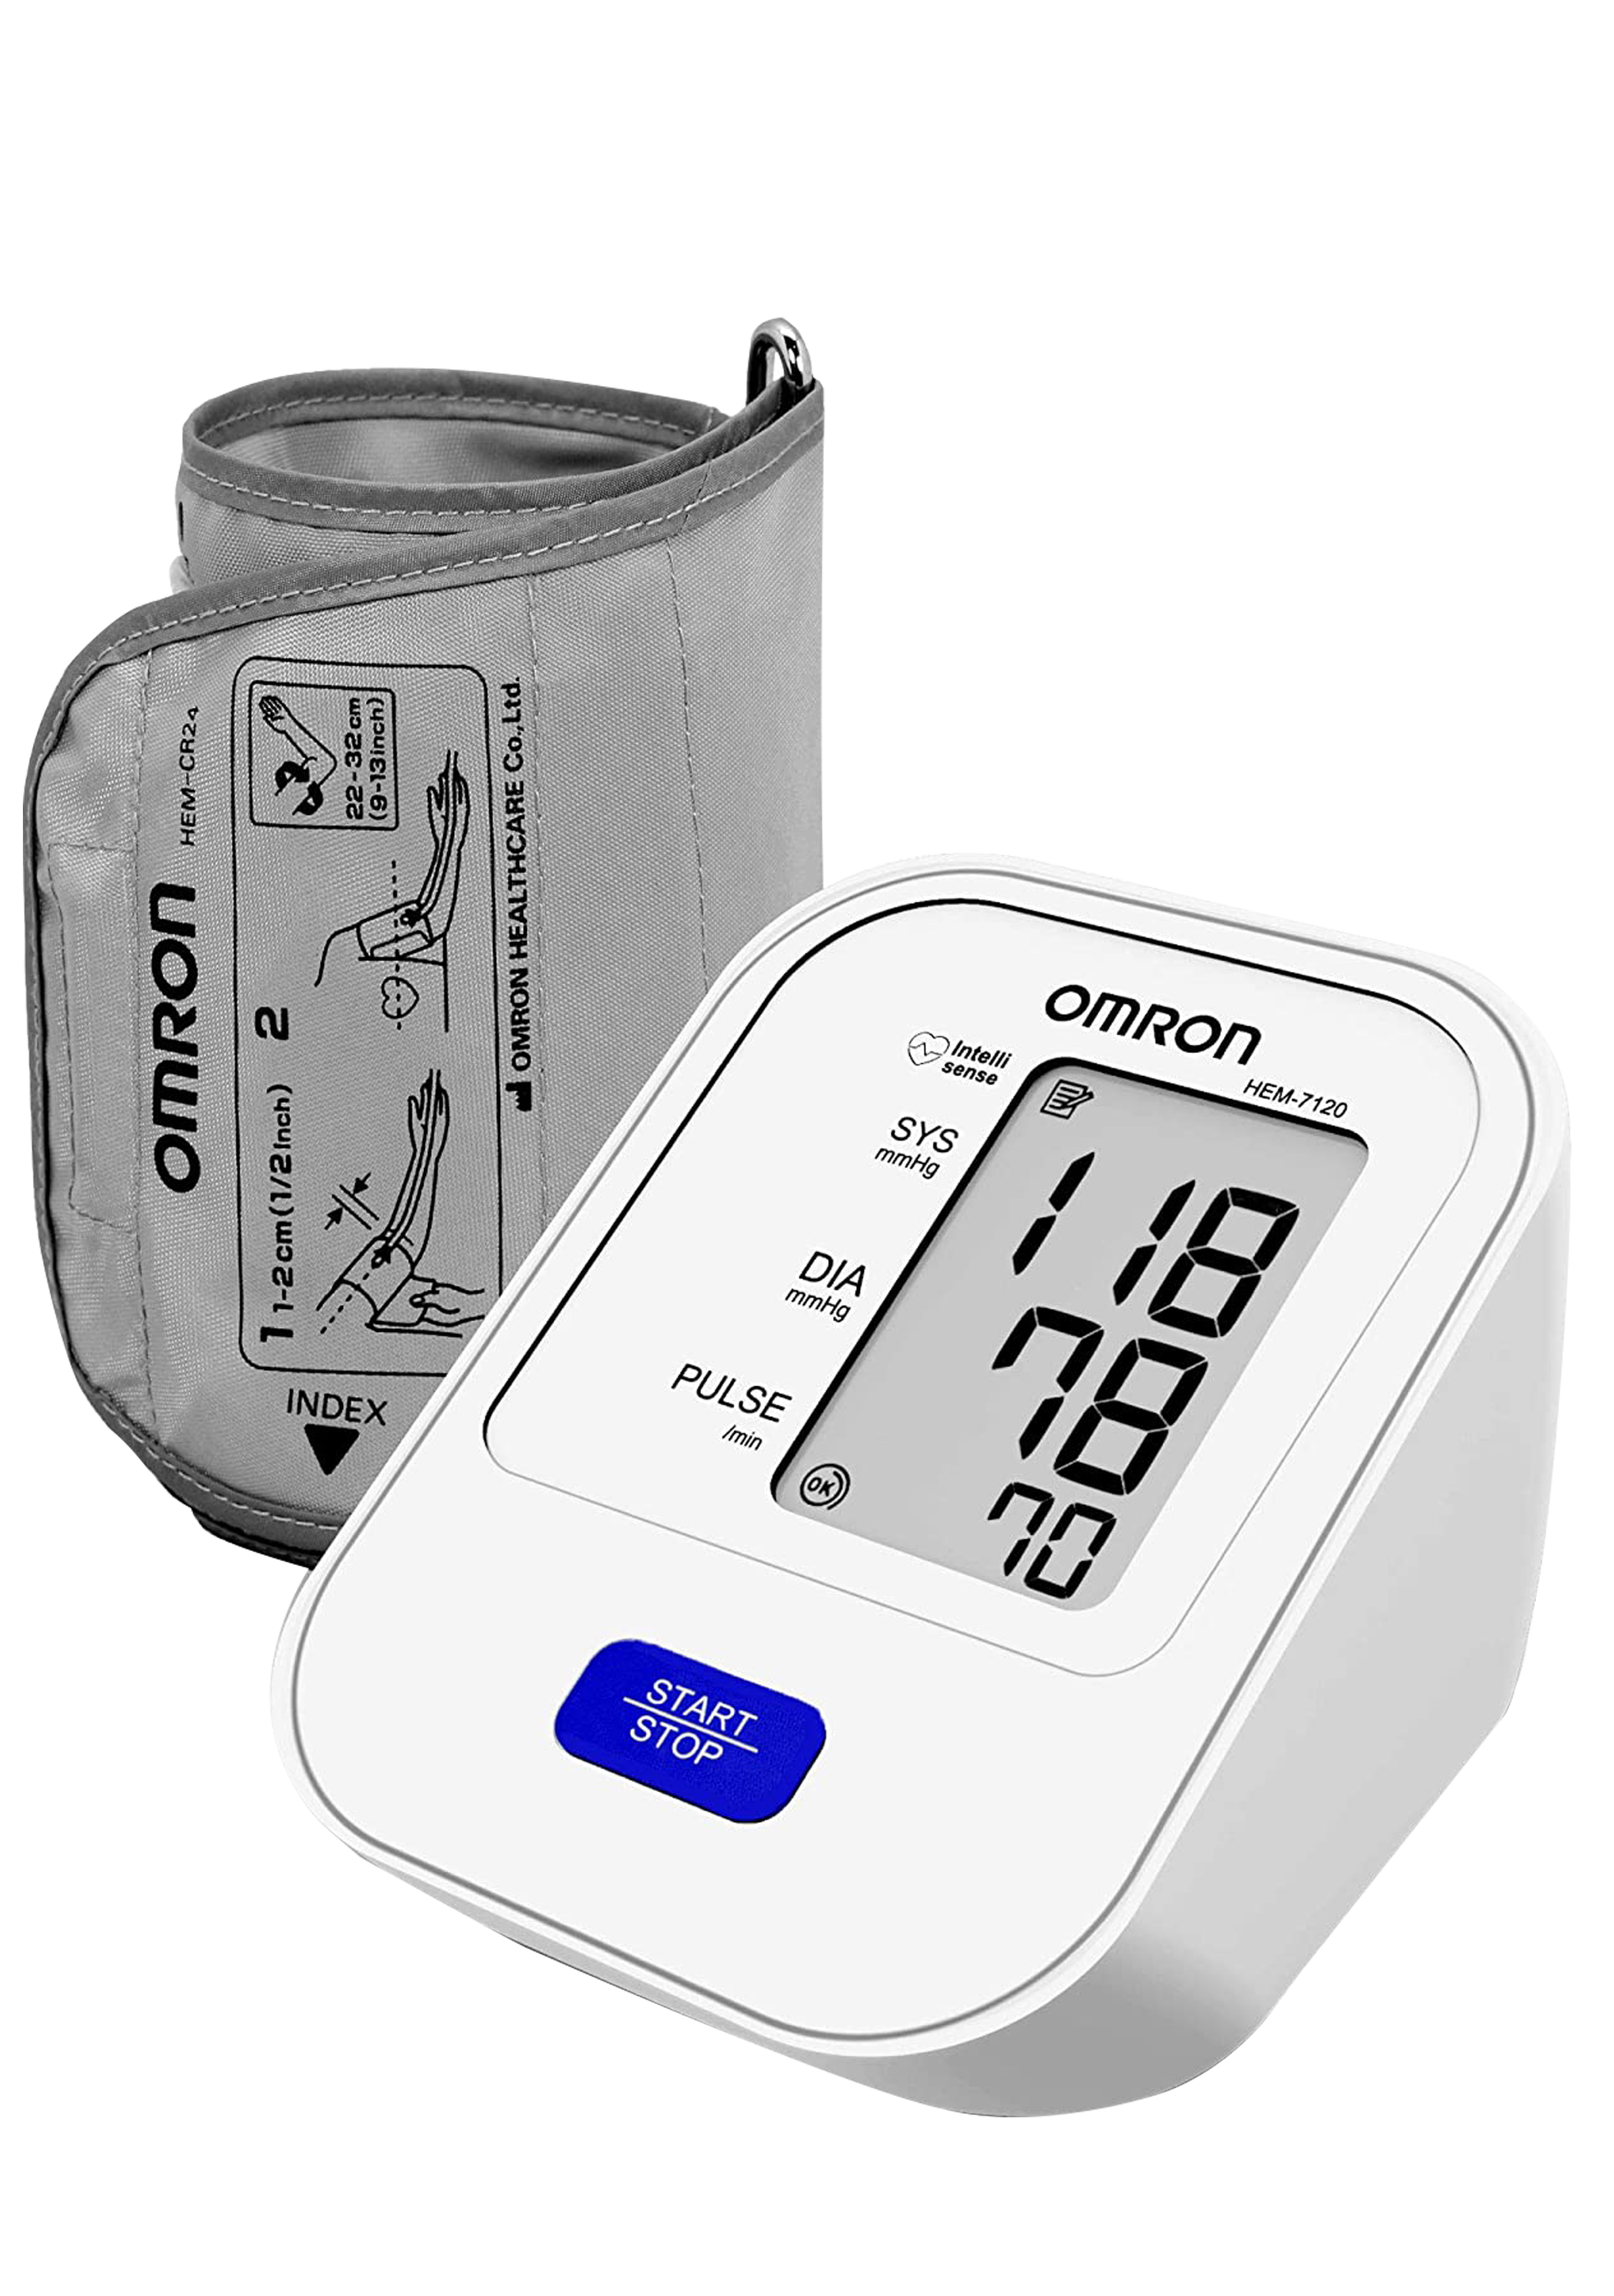 OMRON
HEM-CR24
1 1-2cm(1/2inch)
2
22-32cm
(9-13inch)
OMRON HEALTHCARE Co.,Ltd.
INDEX
OMRON
HEM-7120
Intelli
sense
SYS
mmHg
118
DIA
mmHg
78
PULSE
/min
70
OK
START
STOP